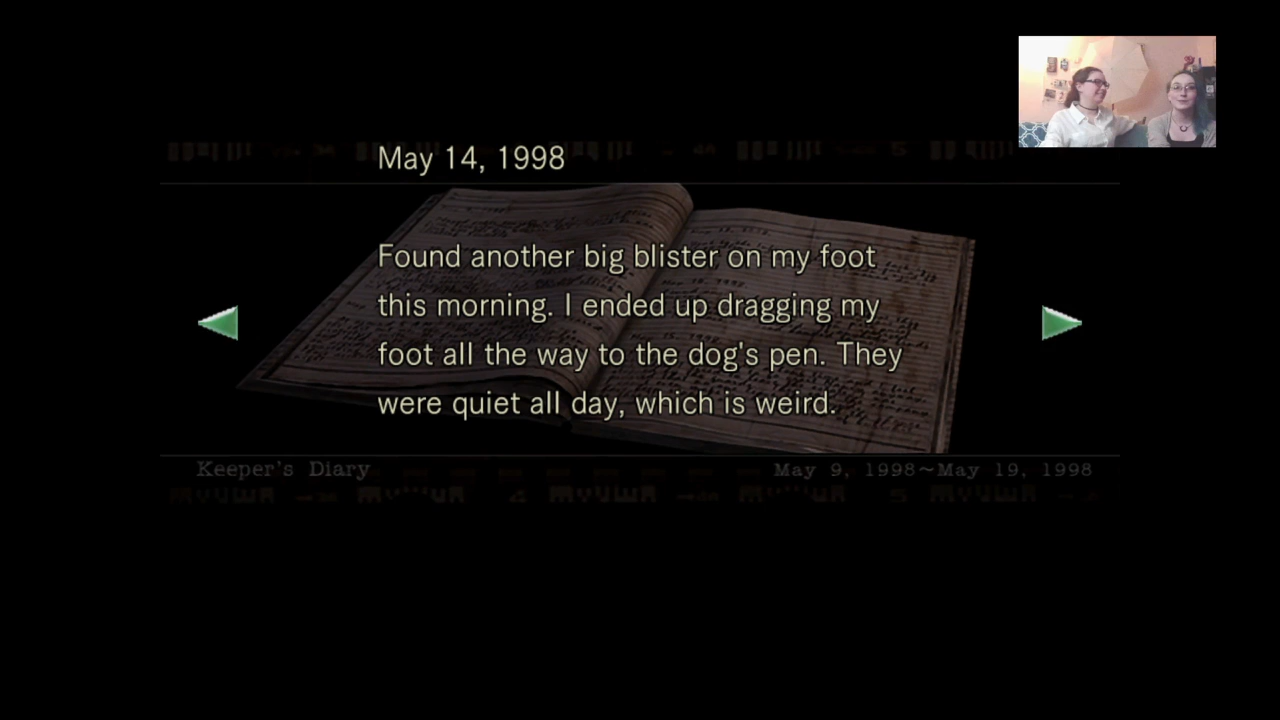 May 14, 1998
Found another big blister on my foot
this morning. I ended up dragging my
foot all the way to the dog's pen. They
were quiet all day, which is weird.
Keeper's Diary
May 9, 1998~May 19, 1998